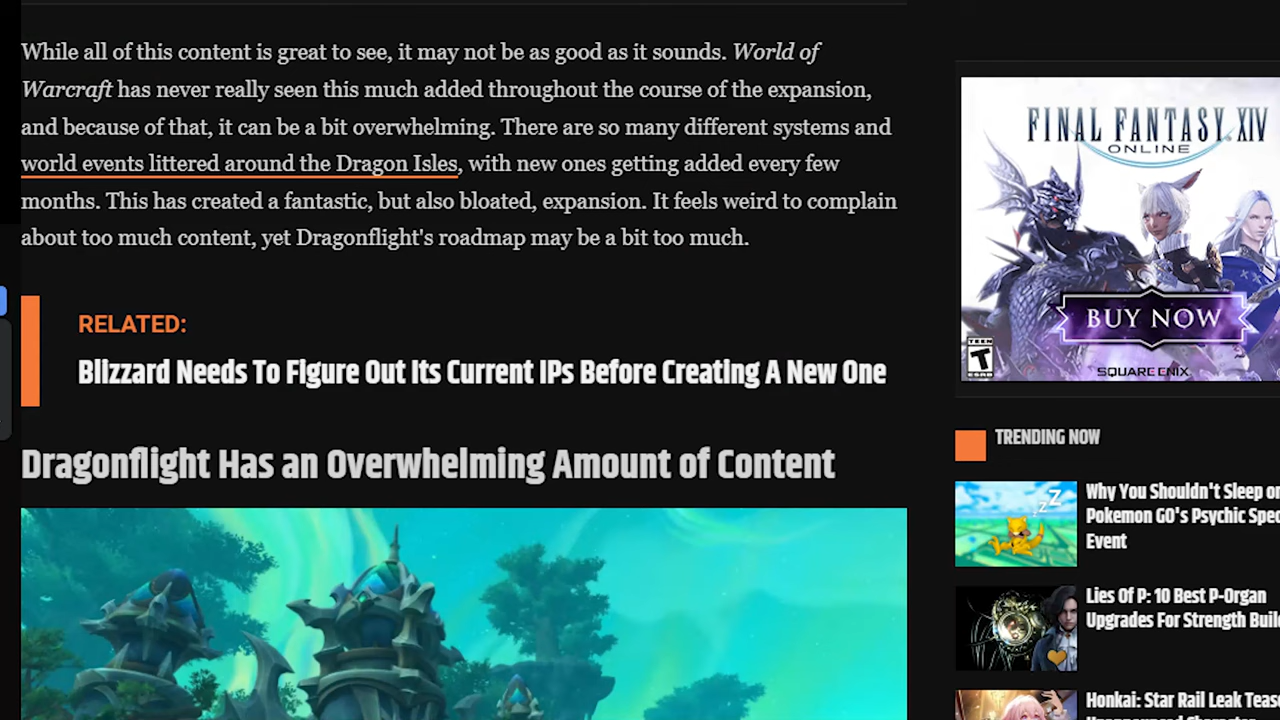 While all of this content is great to see, it may not be as good as it sounds. World of
Warcraft has never really seen this much added throughout the course of the expansion,
and because of that, it can be a bit overwhelming. There are so many different systems and
world events littered around the Dragon Isles, with new ones getting added every few
months. This has created a fantastic, but also bloated, expansion. It feels weird to complain
about too much content, yet Dragonflight's roadmap may be a bit too much.
RELATED:
Blizzard Needs To Figure Out Its Current IPs Before Creating A New One
Dragonflight Has an Overwhelming Amount of Content
FINAL FANTASY XIV
ONLINE
BUY NOW
TEEN
T
ESRB
SQUARE ENIX
TRENDING NOW
Why You Shouldn't Sleep on
Pokemon GO's Psychic Spec
Event
Lies Of P: 10 Best P-Organ
Upgrades For Strength Buil
Honkai: Star Rail Leak Teas